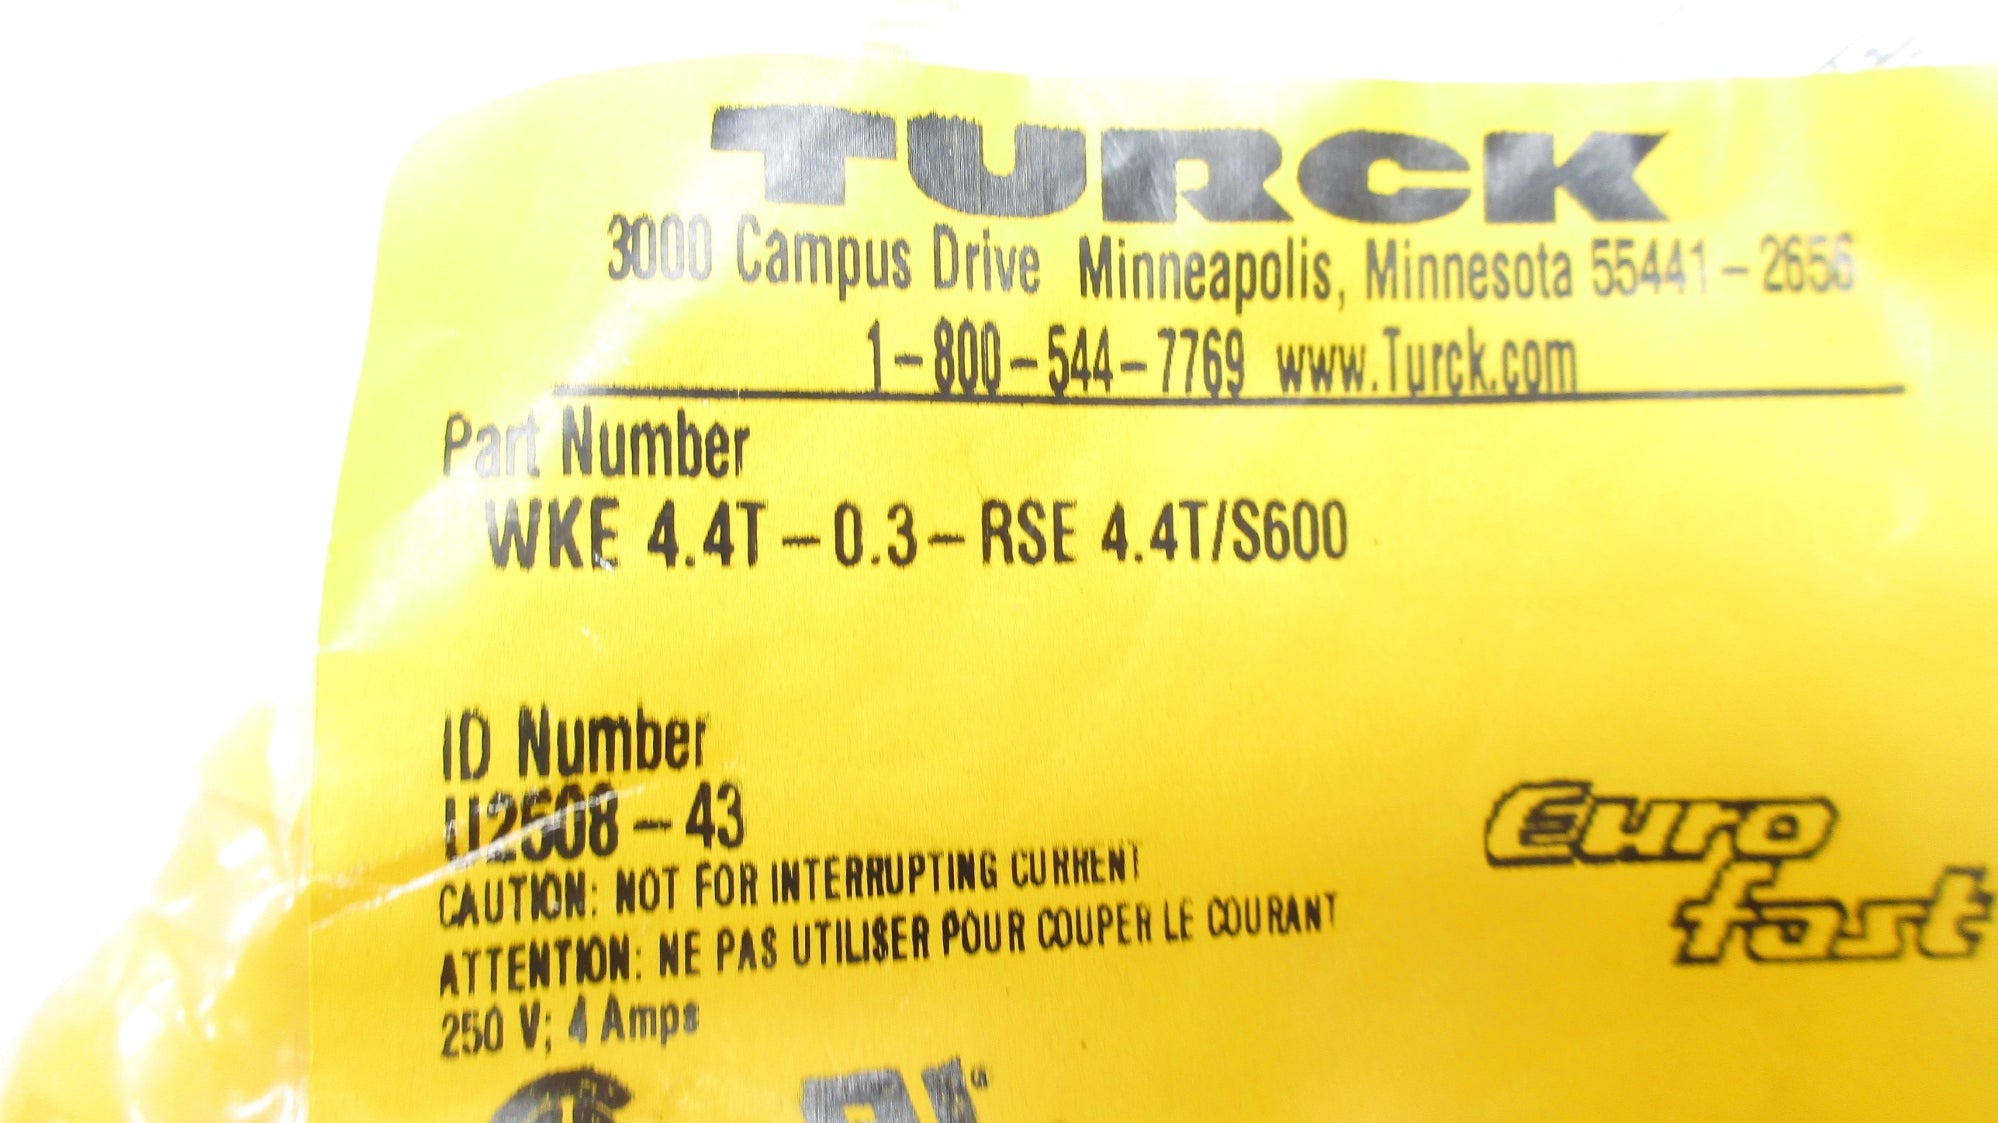 TURCK
3000 Campus Drive Minneapolis, Minnesota 55441-2656
1-800-544-7769 www.Turck.com
Part Number
WKE 4.4T-0.3-RSE 4.4T/S600
ID Number
U2508-43
CAUTION: NOT FOR INTERRUPTING CURRENT
ATTENTION: NE PAS UTILISER POUR COUPER LE COURANT
250 V; 4 Amps
Euro
fast